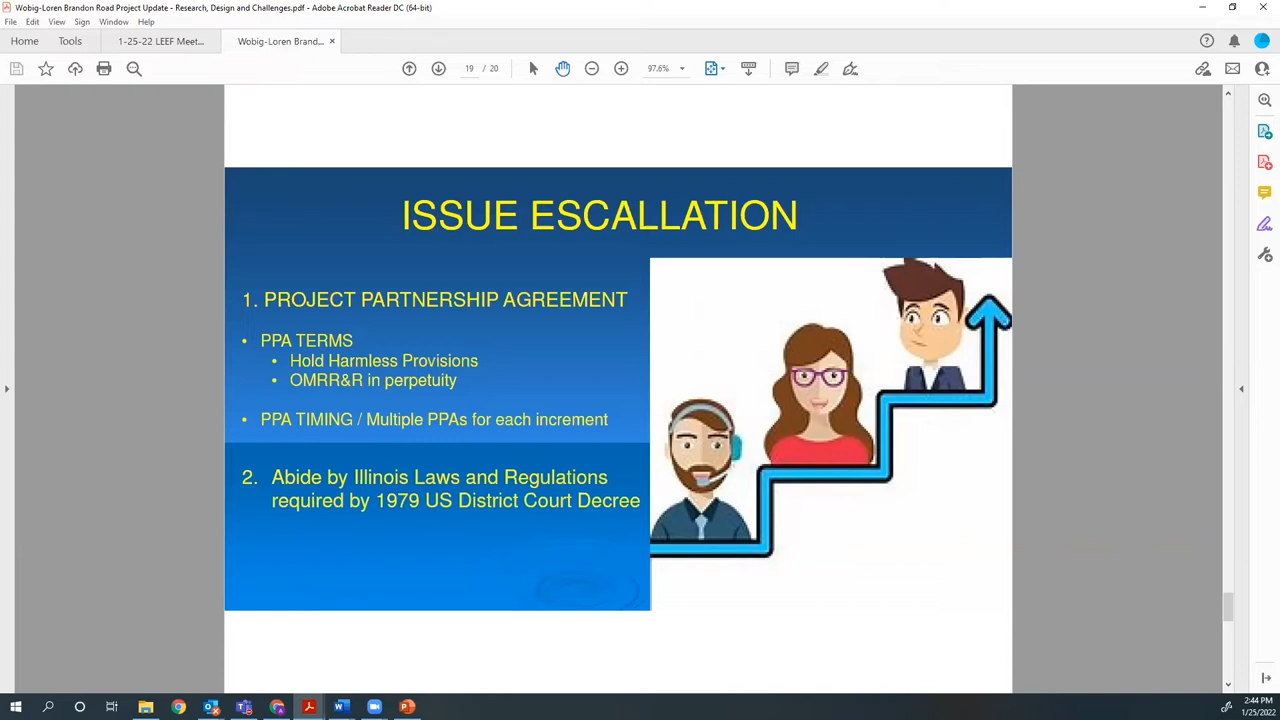 Wobig-Loren Brandon Road Project Update - Research, Design and Challenges.pdf - Adobe Acrobat Reader DC (64-bit)
File Edit View Sign Window Help
Home Tools 1-25-22 LEEF Meet... Wobig-Loren Brand... ×
19 / 20 97.6%
ISSUE ESCALLATION
1. PROJECT PARTNERSHIP AGREEMENT
• PPA TERMS
• Hold Harmless Provisions
• OMRR&R in perpetuity
• PPA TIMING / Multiple PPAs for each increment
2. Abide by Illinois Laws and Regulations
required by 1979 US District Court Decree
2:44 PM
1/25/2022